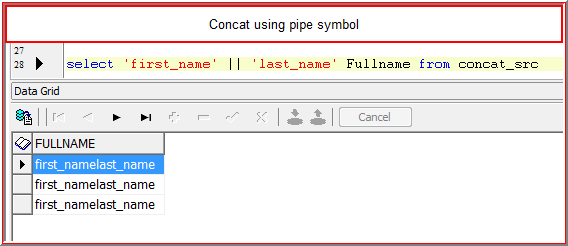 Concat using pipe symbol
27
28 select 'first_name' || 'last_name' Fullname from concat_src
Data Grid
Cancel
FULLNAME
first_namelast_name
first_namelast_name
first_namelast_name